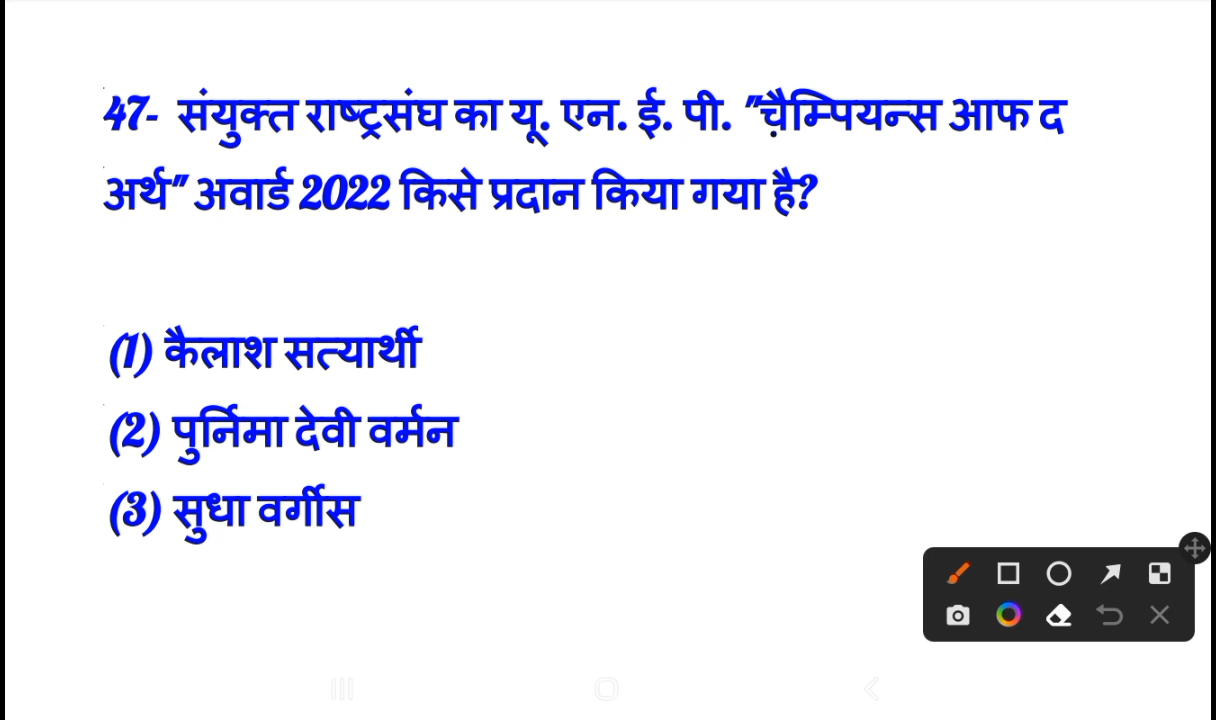 47- संयुक्त राष्ट्रसंघ का यू. एन. ई. पी. "चैम्पियन्स आफ द
अर्थ" अवार्ड 2022 किसे प्रदान किया गया है?
(1) कैलाश सत्यार्थी
(2) पुर्निमा देवी वर्मन
(3) सुधा वर्गीस